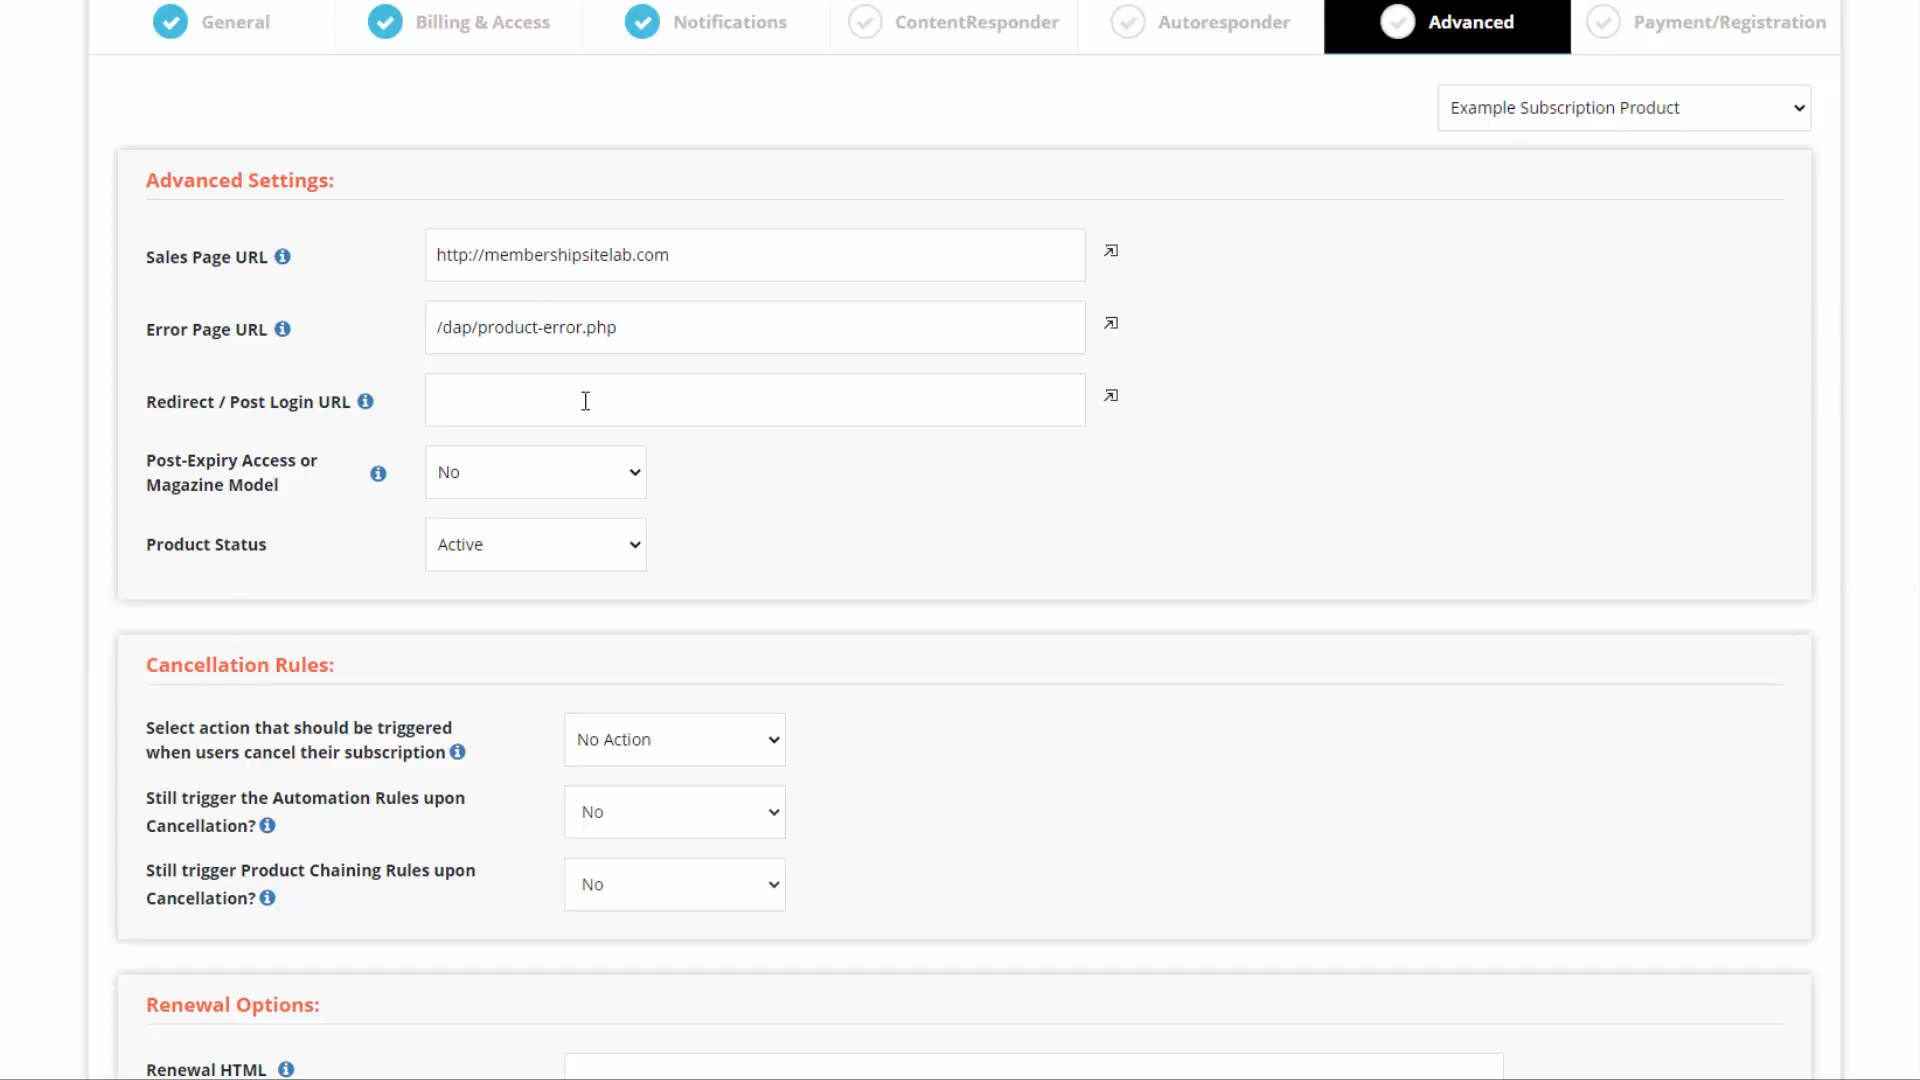 General
Billing & Access
Notifications
ContentResponder
Autoresponder
Advanced
Payment/Registration
Example Subscription Product
Advanced Settings:
Sales Page URL
http://membershipsitelab.com
Error Page URL
/dap/product-error.php
Redirect / Post Login URL
Post-Expiry Access or
Magazine Model
No
Product Status
Active
Cancellation Rules:
Select action that should be triggered
when users cancel their subscription
No Action
Still trigger the Automation Rules upon
Cancellation?
No
Still trigger Product Chaining Rules upon
Cancellation?
No
Renewal Options:
Renewal HTML